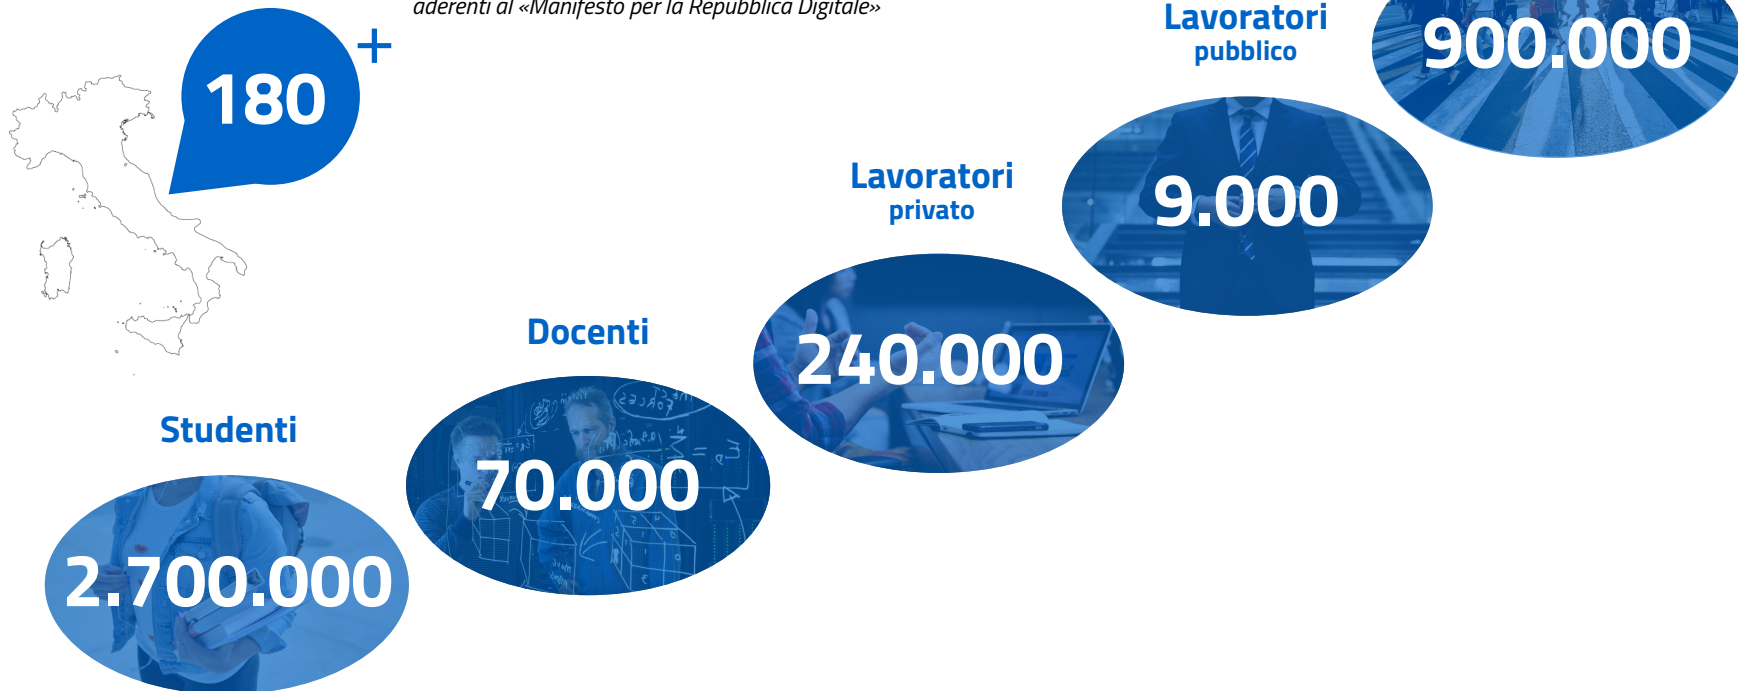 aderenti al «Manifesto per la Repubblica Digitale»
180
+
Lavoratori
pubblico
900.000
Lavoratori
privato
9.000
Docenti
240.000
Studenti
70.000
2.700.000